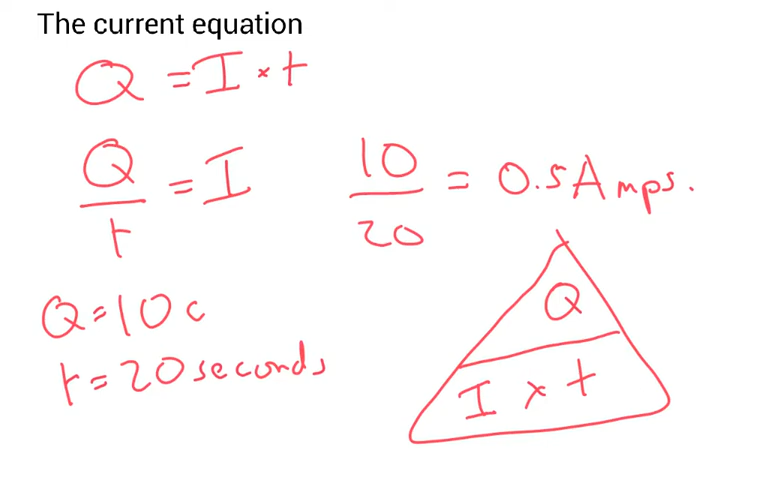 The current equation
Q = I × t
Q/t = I
10/20 = 0.5 Amps.
Q = 10 c
t = 20 seconds
Q
I × t